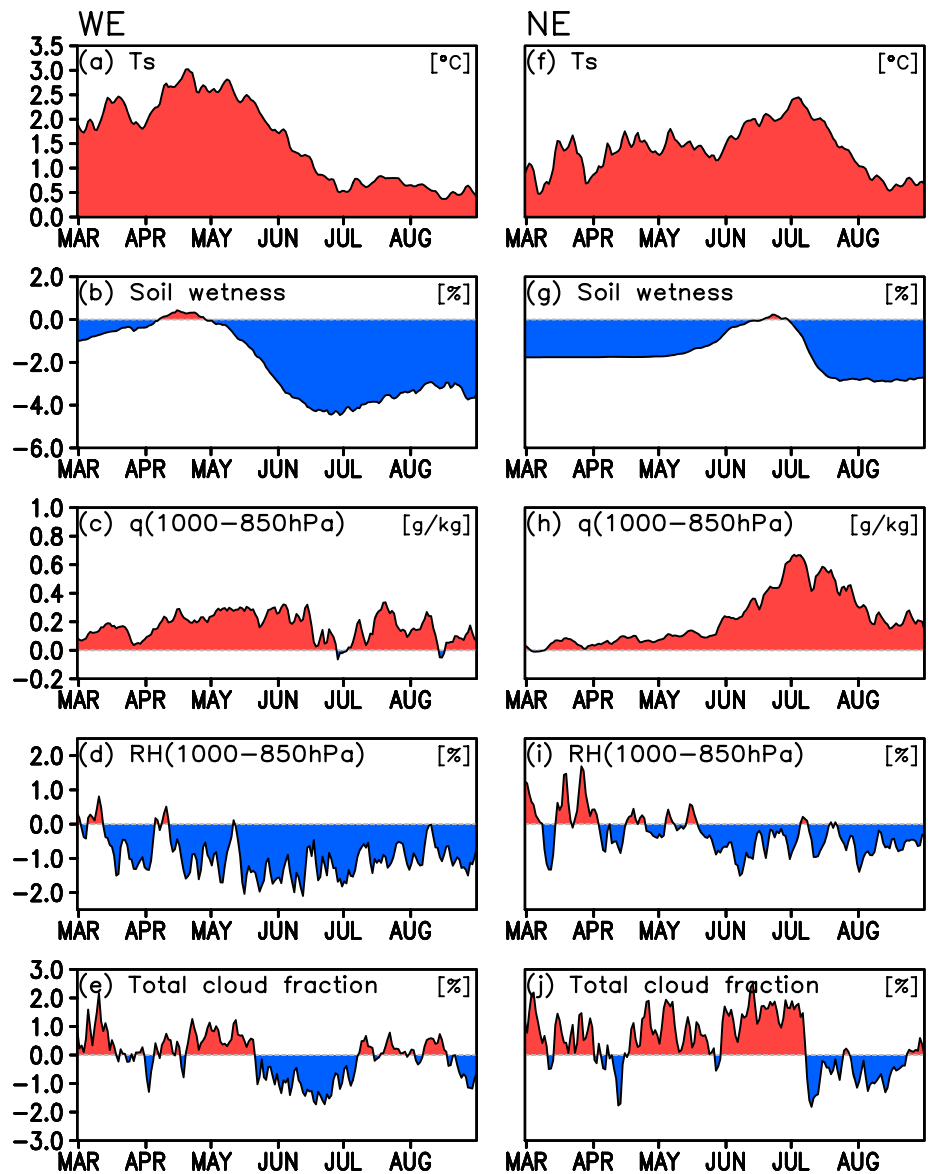 WE
NE
(a) Ts [°C]
3.5
3.0
2.5
2.0
1.5
1.0
0.5
0.0
MAR APR MAY JUN JUL AUG
(f) Ts [°C]
MAR APR MAY JUN JUL AUG
(b) Soil wetness [%]
2.0
0.0
−2.0
−4.0
−6.0
MAR APR MAY JUN JUL AUG
(g) Soil wetness [%]
MAR APR MAY JUN JUL AUG
(c) q(1000−850hPa) [g/kg]
1.0
0.8
0.6
0.4
0.2
0.0
−0.2
MAR APR MAY JUN JUL AUG
(h) q(1000−850hPa) [g/kg]
MAR APR MAY JUN JUL AUG
(d) RH(1000−850hPa) [%]
2.0
1.0
0.0
−1.0
−2.0
MAR APR MAY JUN JUL AUG
(i) RH(1000−850hPa) [%]
MAR APR MAY JUN JUL AUG
(e) Total cloud fraction [%]
3.0
2.0
1.0
0.0
−1.0
−2.0
−3.0
MAR APR MAY JUN JUL AUG
(j) Total cloud fraction [%]
MAR APR MAY JUN JUL AUG